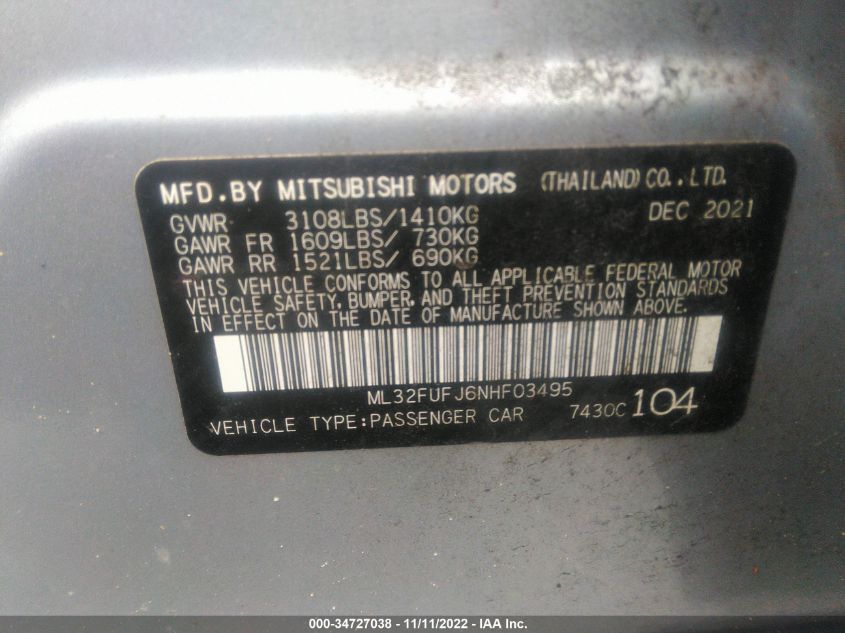 MFD.BY MITSUBISHI MOTORS (THAILAND) CO.,LTD.
GVWR 3108LBS/1410KG DEC 2021
GAWR FR 1609LBS/ 730KG
GAWR RR 1521LBS/ 690KG
THIS VEHICLE CONFORMS TO ALL APPLICABLE FEDERAL MOTOR
VEHICLE SAFETY, BUMPER, AND THEFT PREVENTION STANDARDS
IN EFFECT ON THE DATE OF MANUFACTURE SHOWN ABOVE.
ML32FUFJ6NHF03495
VEHICLE TYPE:PASSENGER CAR 7430C 104
000-34727038 - 11/11/2022 - IAA Inc.